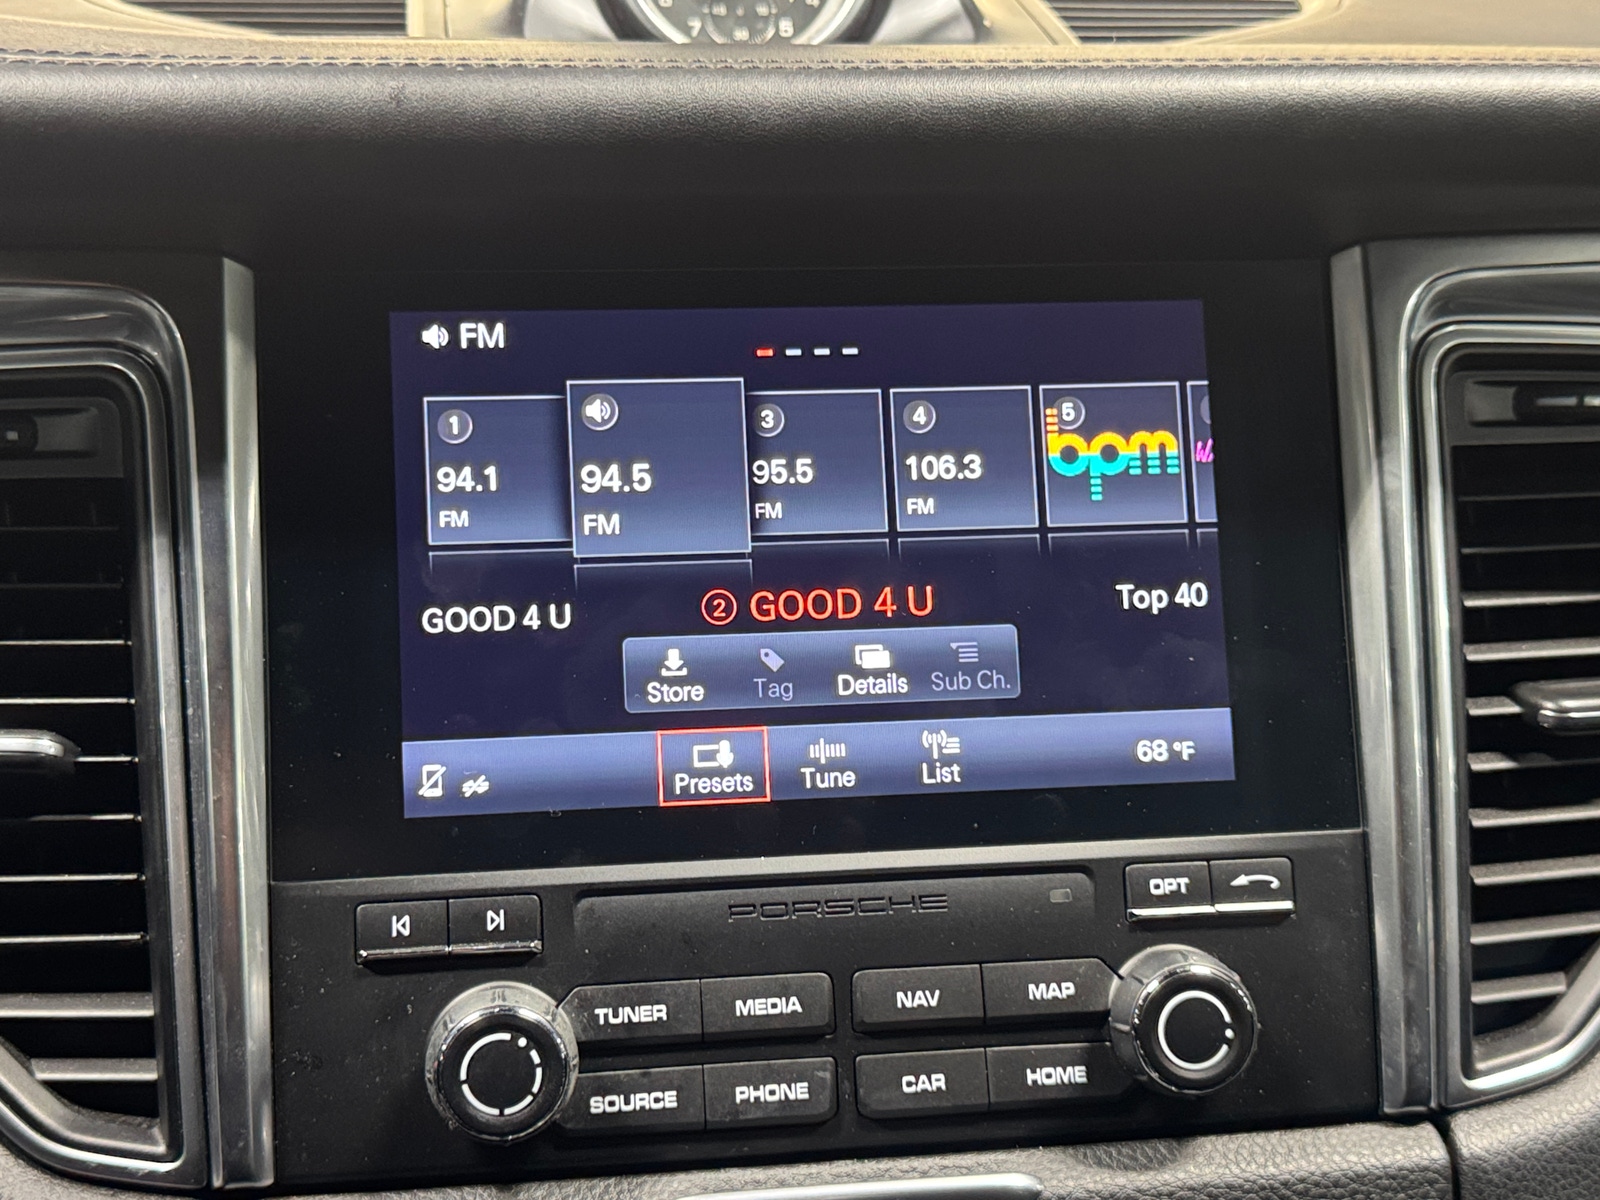 7 5
FM
1
3
4
5
94.1
94.5
95.5
106.3
bpm
FM
FM
FM
FM
GOOD 4 U
2 GOOD 4 U
Top 40
Store
Tag
Details
Sub Ch.
Presets
Tune
List
68 °F
PORSCHE
OPT
TUNER
MEDIA
NAV
MAP
SOURCE
PHONE
CAR
HOME